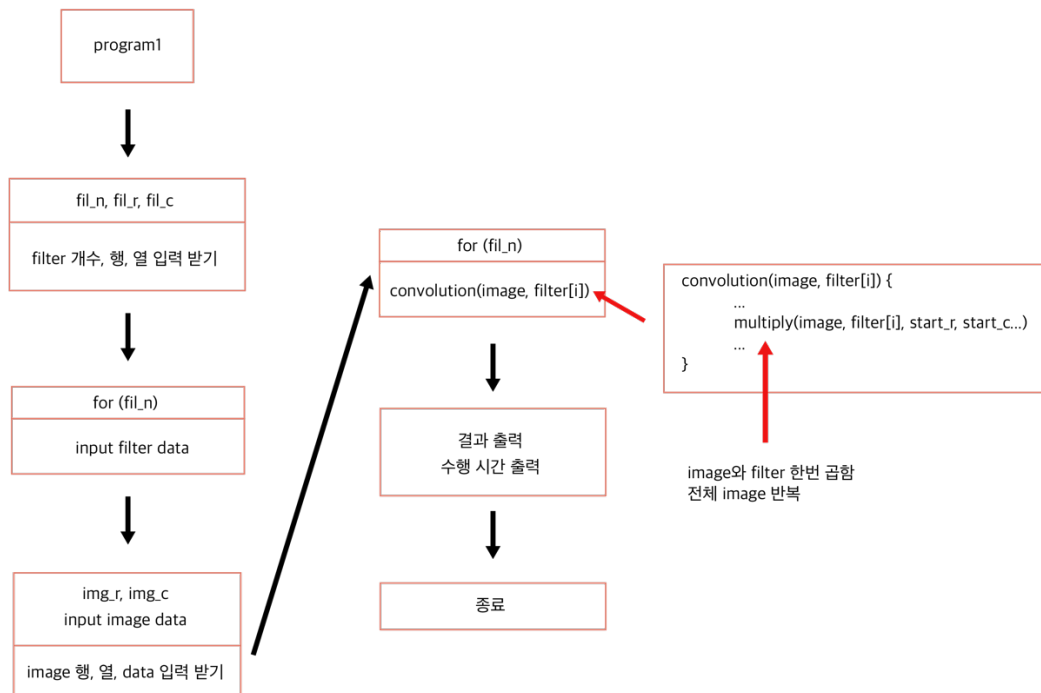 program1
fil_n, fil_r, fil_c
filter 개수, 행, 열 입력 받기
for (fil_n)
input filter data
img_r, img_c
input image data
image 행, 열, data 입력 받기
for (fil_n)
convolution(image, filter[i])
결과 출력
수행 시간 출력
종료
convolution(image, filter[i]) {
...
multiply(image, filter[i], start_r, start_c...)
...
}
image와 filter 한번 곱함
전체 image 반복